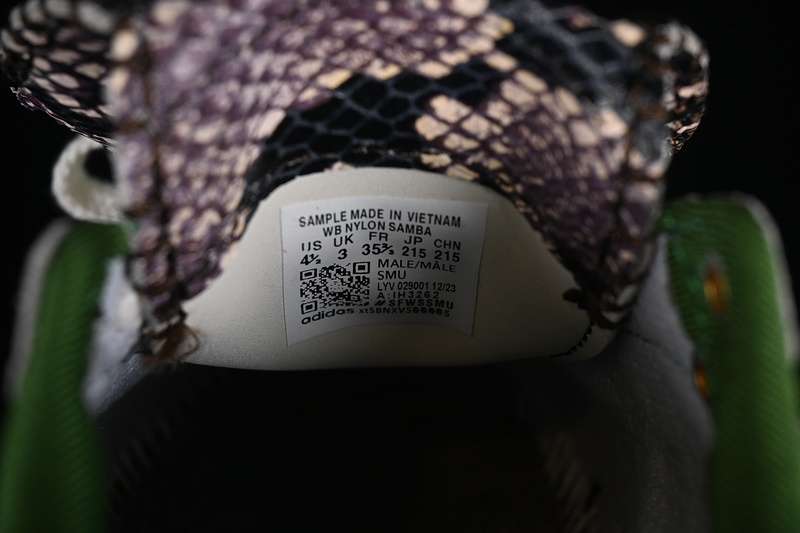 SAMPLE MADE IN VIETNAM
WB NYLON SAMBA
US UK FR JP CHN
4½ 3 35⅔ 215 215
MALE/MÂLE
SMU
LYV 029001 12/23
A:IH3262
#SFWSSMU
adidas